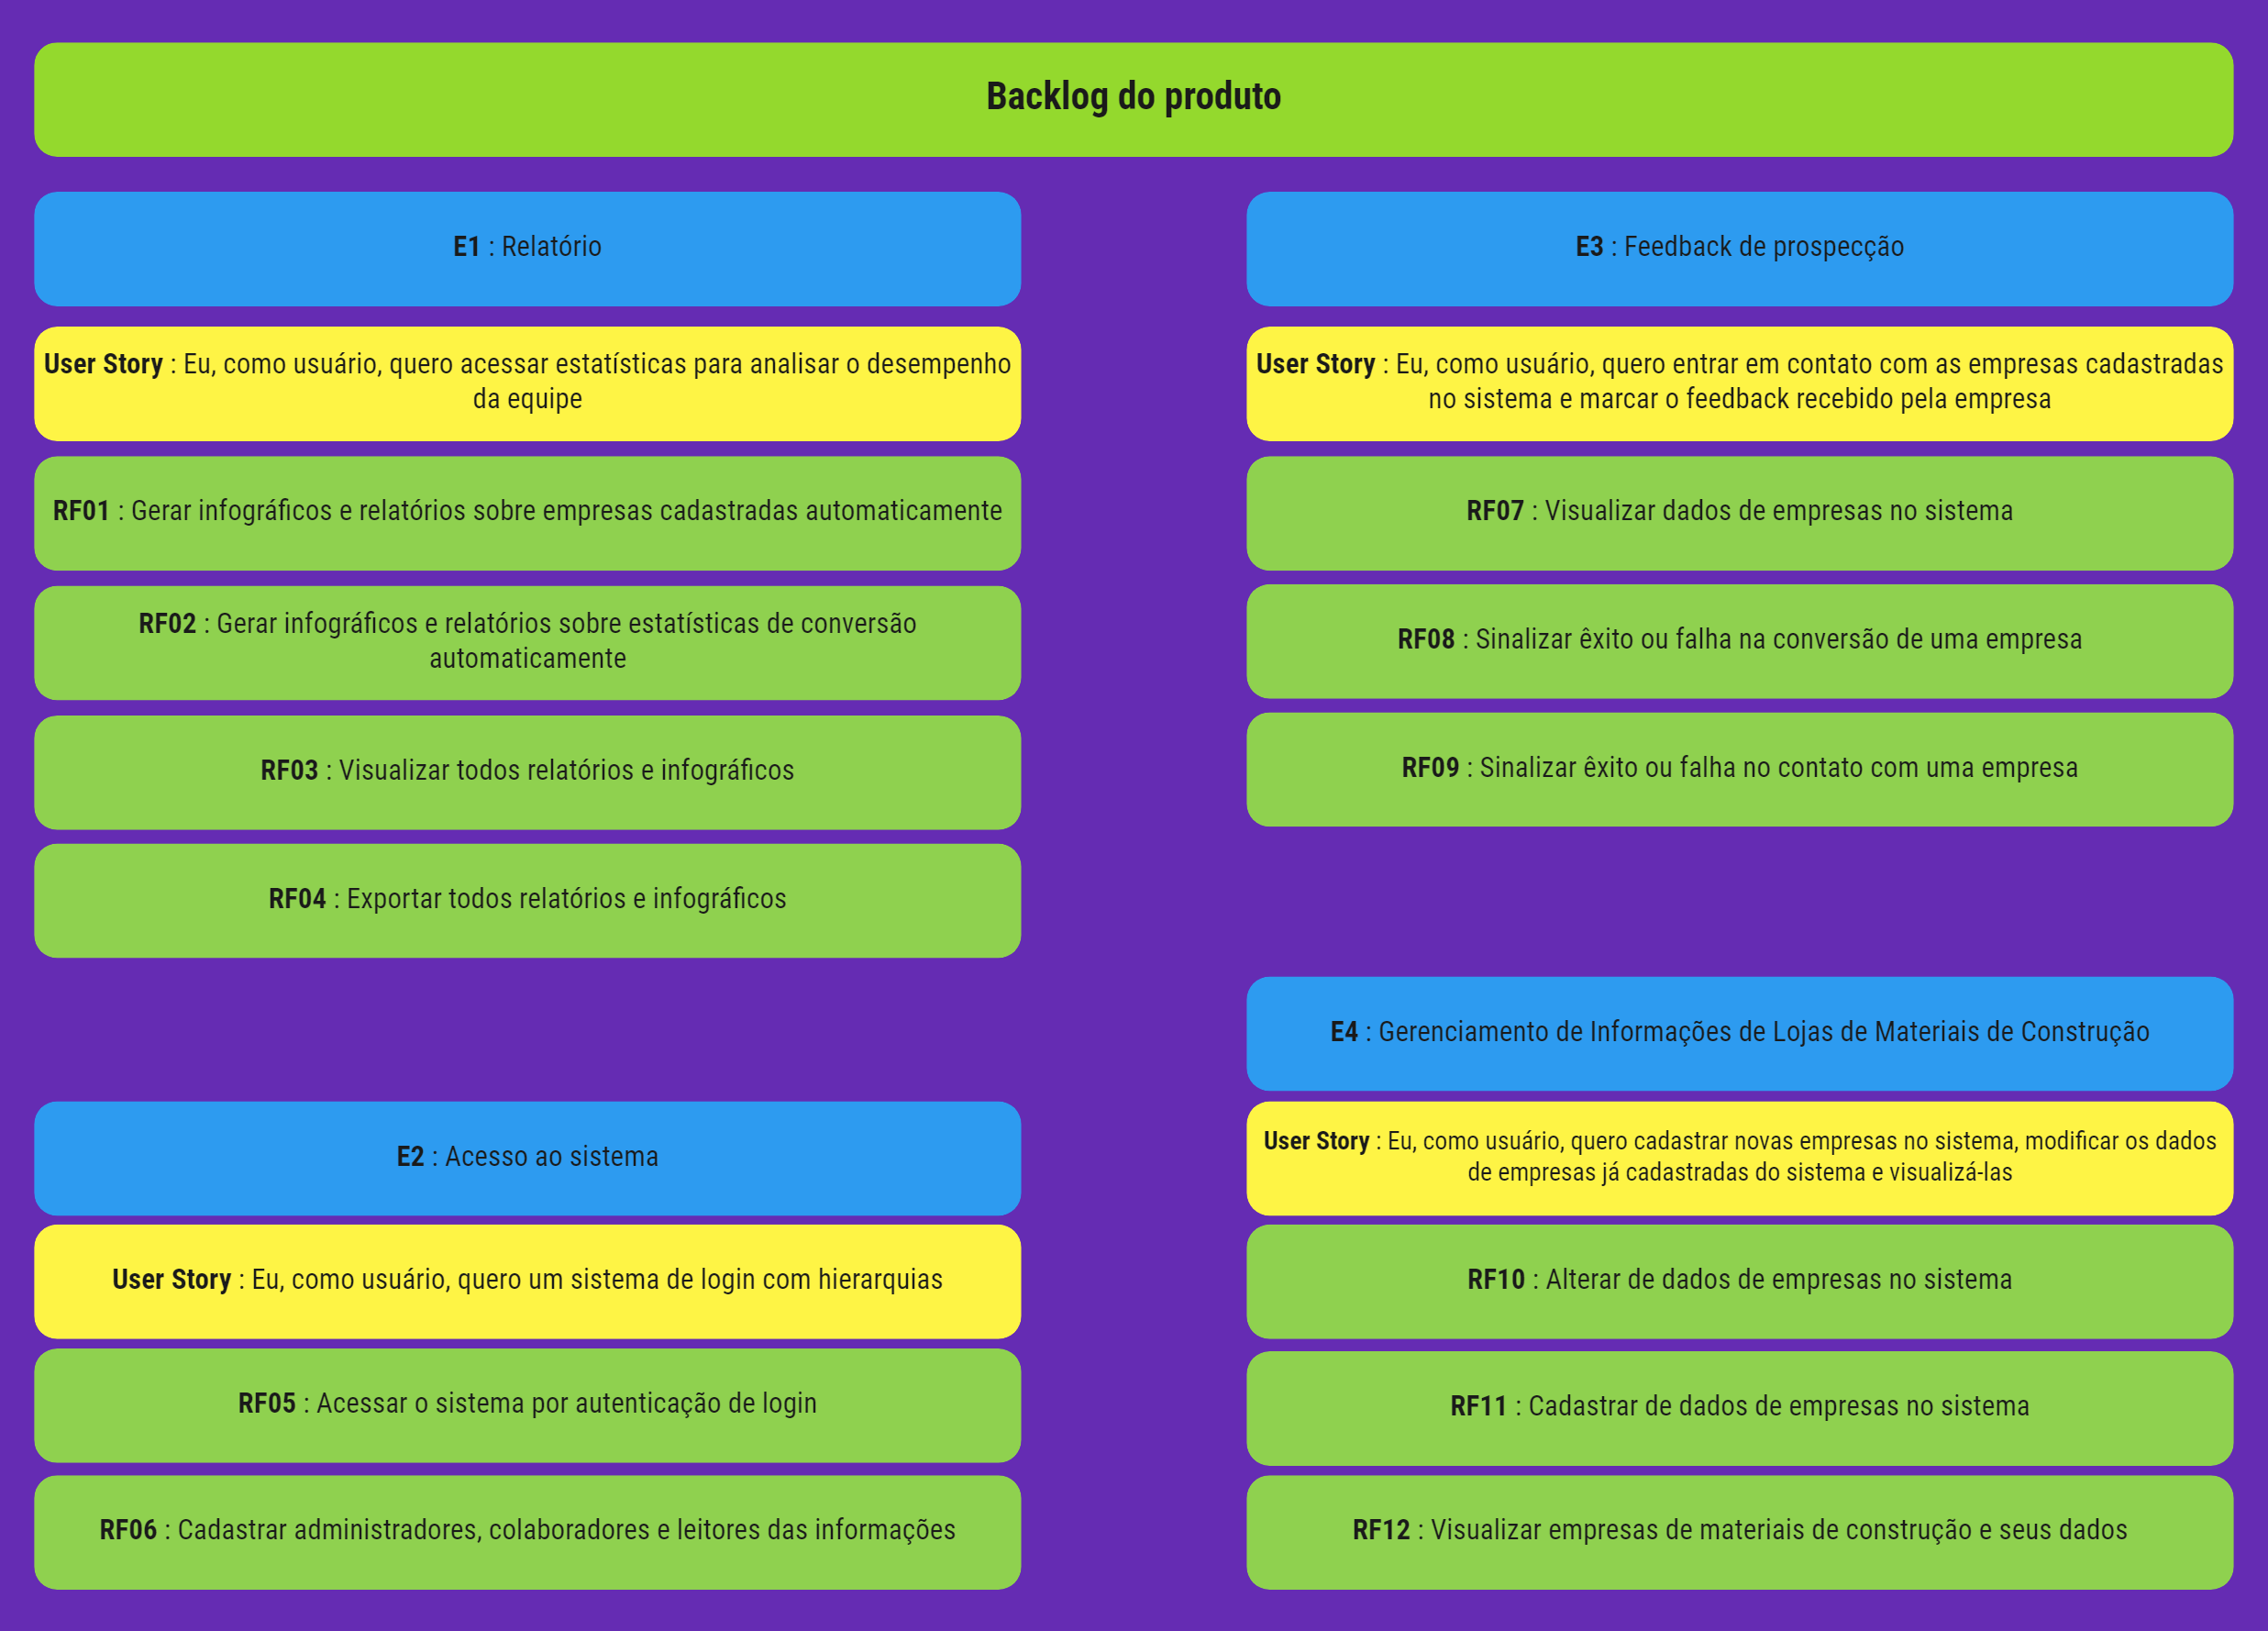 Backlog do produto
E1 : Relatório
User Story : Eu, como usuário, quero acessar estatísticas para analisar o desempenho
da equipe
RF01 : Gerar infográficos e relatórios sobre empresas cadastradas automaticamente
RF02 : Gerar infográficos e relatórios sobre estatísticas de conversão
automaticamente
RF03 : Visualizar todos relatórios e infográficos
RF04 : Exportar todos relatórios e infográficos
E2 : Acesso ao sistema
User Story : Eu, como usuário, quero um sistema de login com hierarquias
RF05 : Acessar o sistema por autenticação de login
RF06 : Cadastrar administradores, colaboradores e leitores das informações
E3 : Feedback de prospecção
User Story : Eu, como usuário, quero entrar em contato com as empresas cadastradas
no sistema e marcar o feedback recebido pela empresa
RF07 : Visualizar dados de empresas no sistema
RF08 : Sinalizar êxito ou falha na conversão de uma empresa
RF09 : Sinalizar êxito ou falha no contato com uma empresa
E4 : Gerenciamento de Informações de Lojas de Materiais de Construção
User Story : Eu, como usuário, quero cadastrar novas empresas no sistema, modificar os dados
de empresas já cadastradas do sistema e visualizá-las
RF10 : Alterar de dados de empresas no sistema
RF11 : Cadastrar de dados de empresas no sistema
RF12 : Visualizar empresas de materiais de construção e seus dados